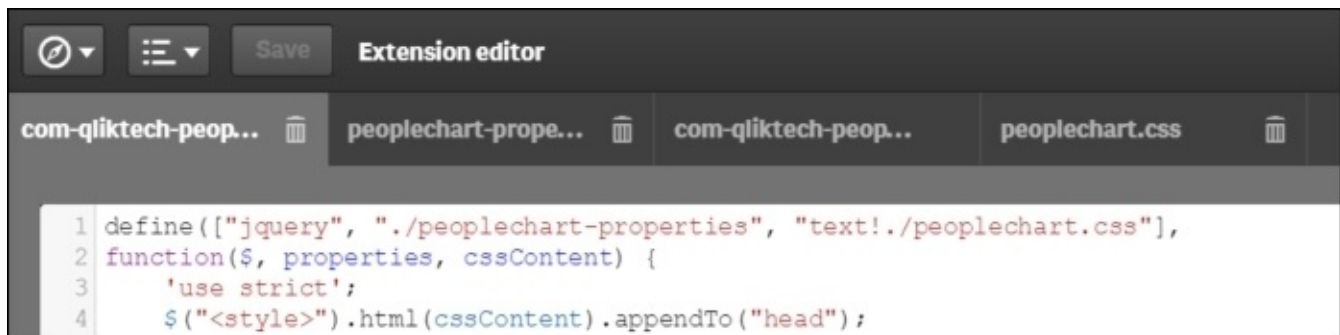 Save Extension editor
com-qliktech-peop... peoplechart-prope... com-qliktech-peop... peoplechart.css
1 define(["jquery", "./peoplechart-properties", "text!./peoplechart.css"],
2 function($, properties, cssContent) {
3 'use strict';
4 $("<style>").html(cssContent).appendTo("head");